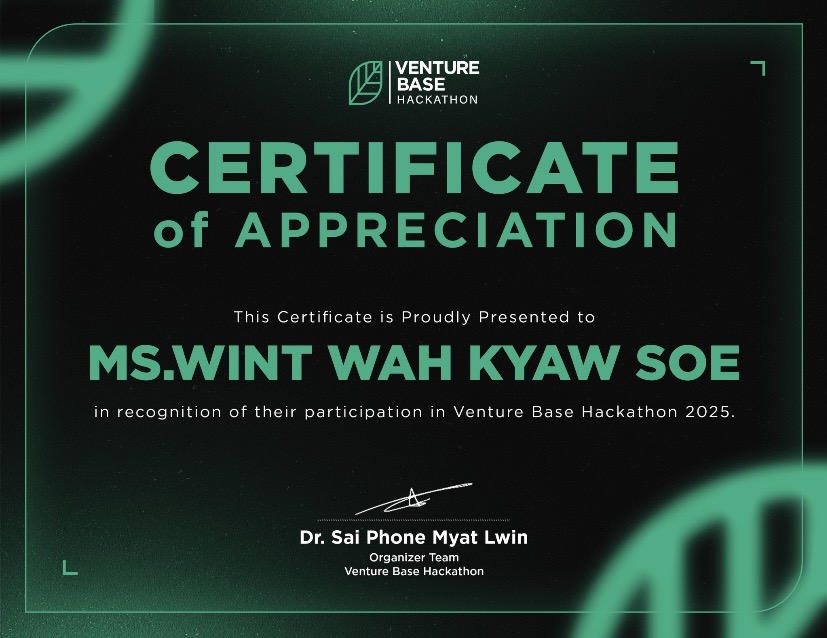 VENTURE
BASE
HACKATHON
CERTIFICATE
of APPRECIATION
This Certificate is Proudly Presented to
MS.WINT WAH KYAW SOE
in recognition of their participation in Venture Base Hackathon 2025.
Dr. Sai Phone Myat Lwin
Organizer Team
Venture Base Hackathon